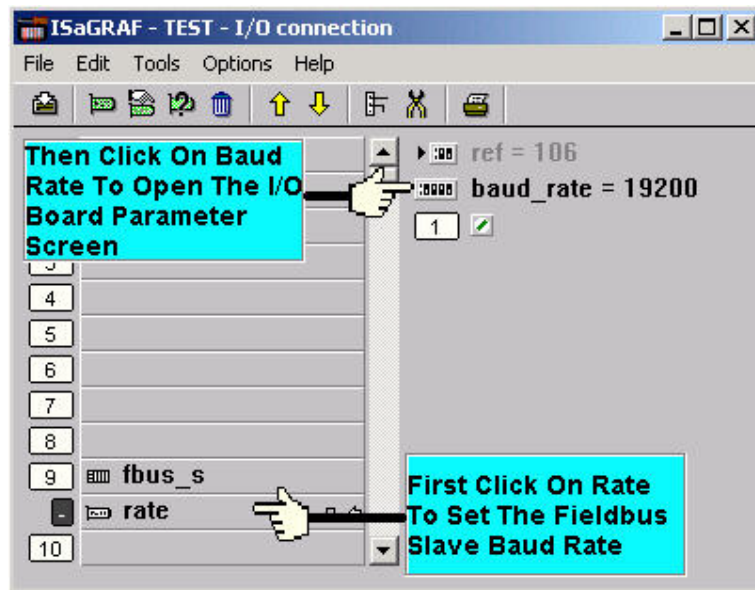 ISaGRAF - TEST - I/O connection
File Edit Tools Options Help
Then Click On Baud
Rate To Open The I/O
Board Parameter
Screen
ref = 106
baud_rate = 19200
1
3
4
5
6
7
8
9 fbus_s
rate
10
First Click On Rate
To Set The Fieldbus
Slave Baud Rate